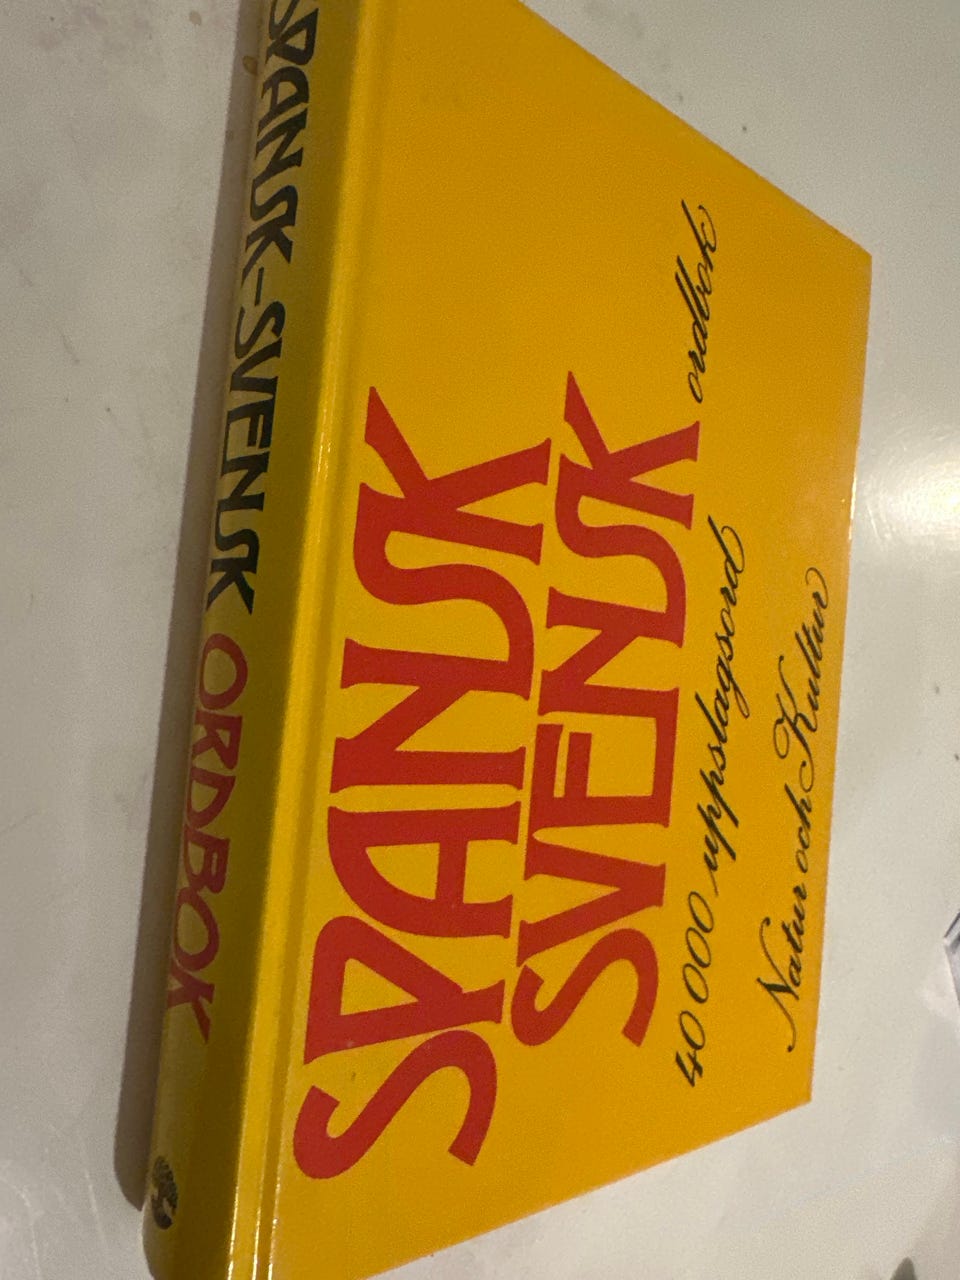 SPANSK-SVENSK ORDBOK
SPANSK
SVENSK ordbok
40 000 uppslagsord
Natur och Kultur